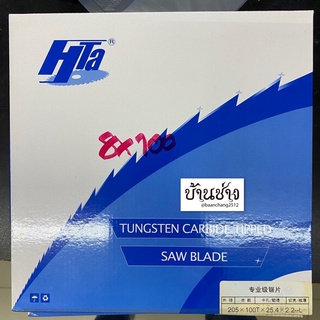 HTa®
8x100
บ้านช่าง
@baanchang2512
TUNGSTEN CARBIDE TIPPED
SAW BLADE
专业级锯片
205×100T×25.4×2.2